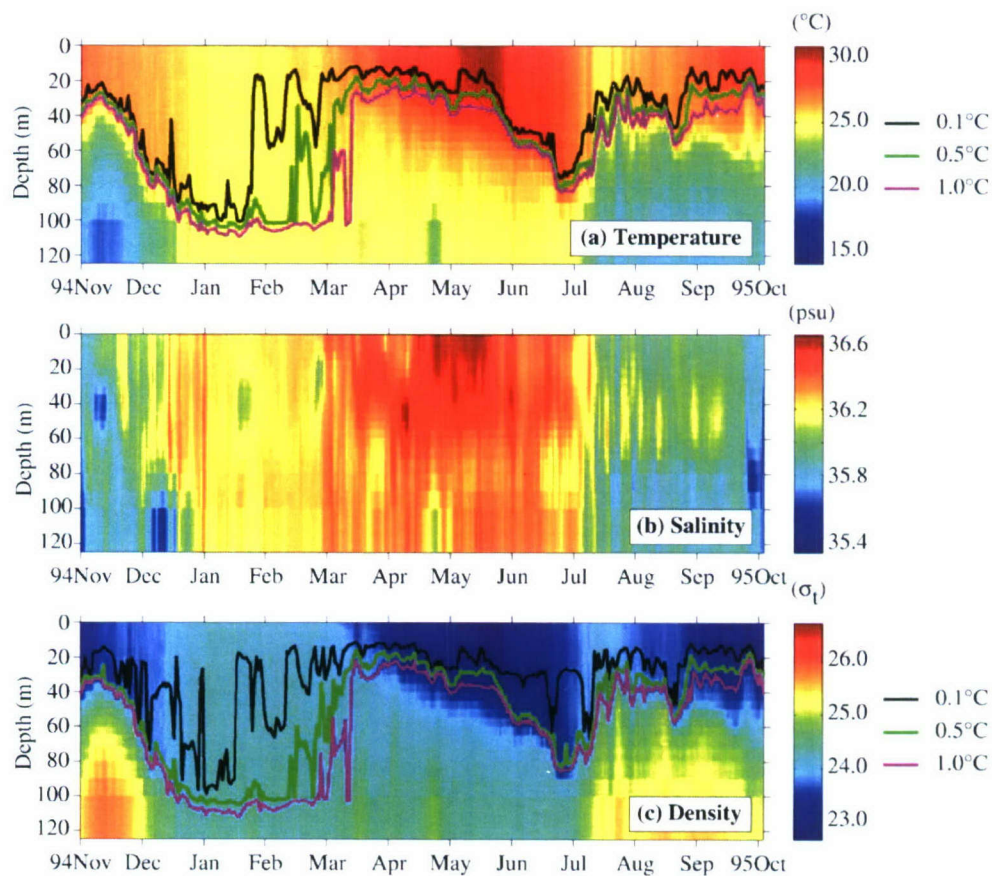 (°C)
0
20
40
60
80
100
120
Depth (m)
(a) Temperature
94Nov Dec Jan Feb Mar Apr May Jun Jul Aug Sep 95Oct
30.0
25.0
20.0
15.0
0.1°C
0.5°C
1.0°C
(psu)
0
20
40
60
80
100
120
Depth (m)
(b) Salinity
94Nov Dec Jan Feb Mar Apr May Jun Jul Aug Sep 95Oct
36.6
36.2
35.8
35.4
(σt)
0
20
40
60
80
100
120
Depth (m)
(c) Density
94Nov Dec Jan Feb Mar Apr May Jun Jul Aug Sep 95Oct
26.0
25.0
24.0
23.0
0.1°C
0.5°C
1.0°C